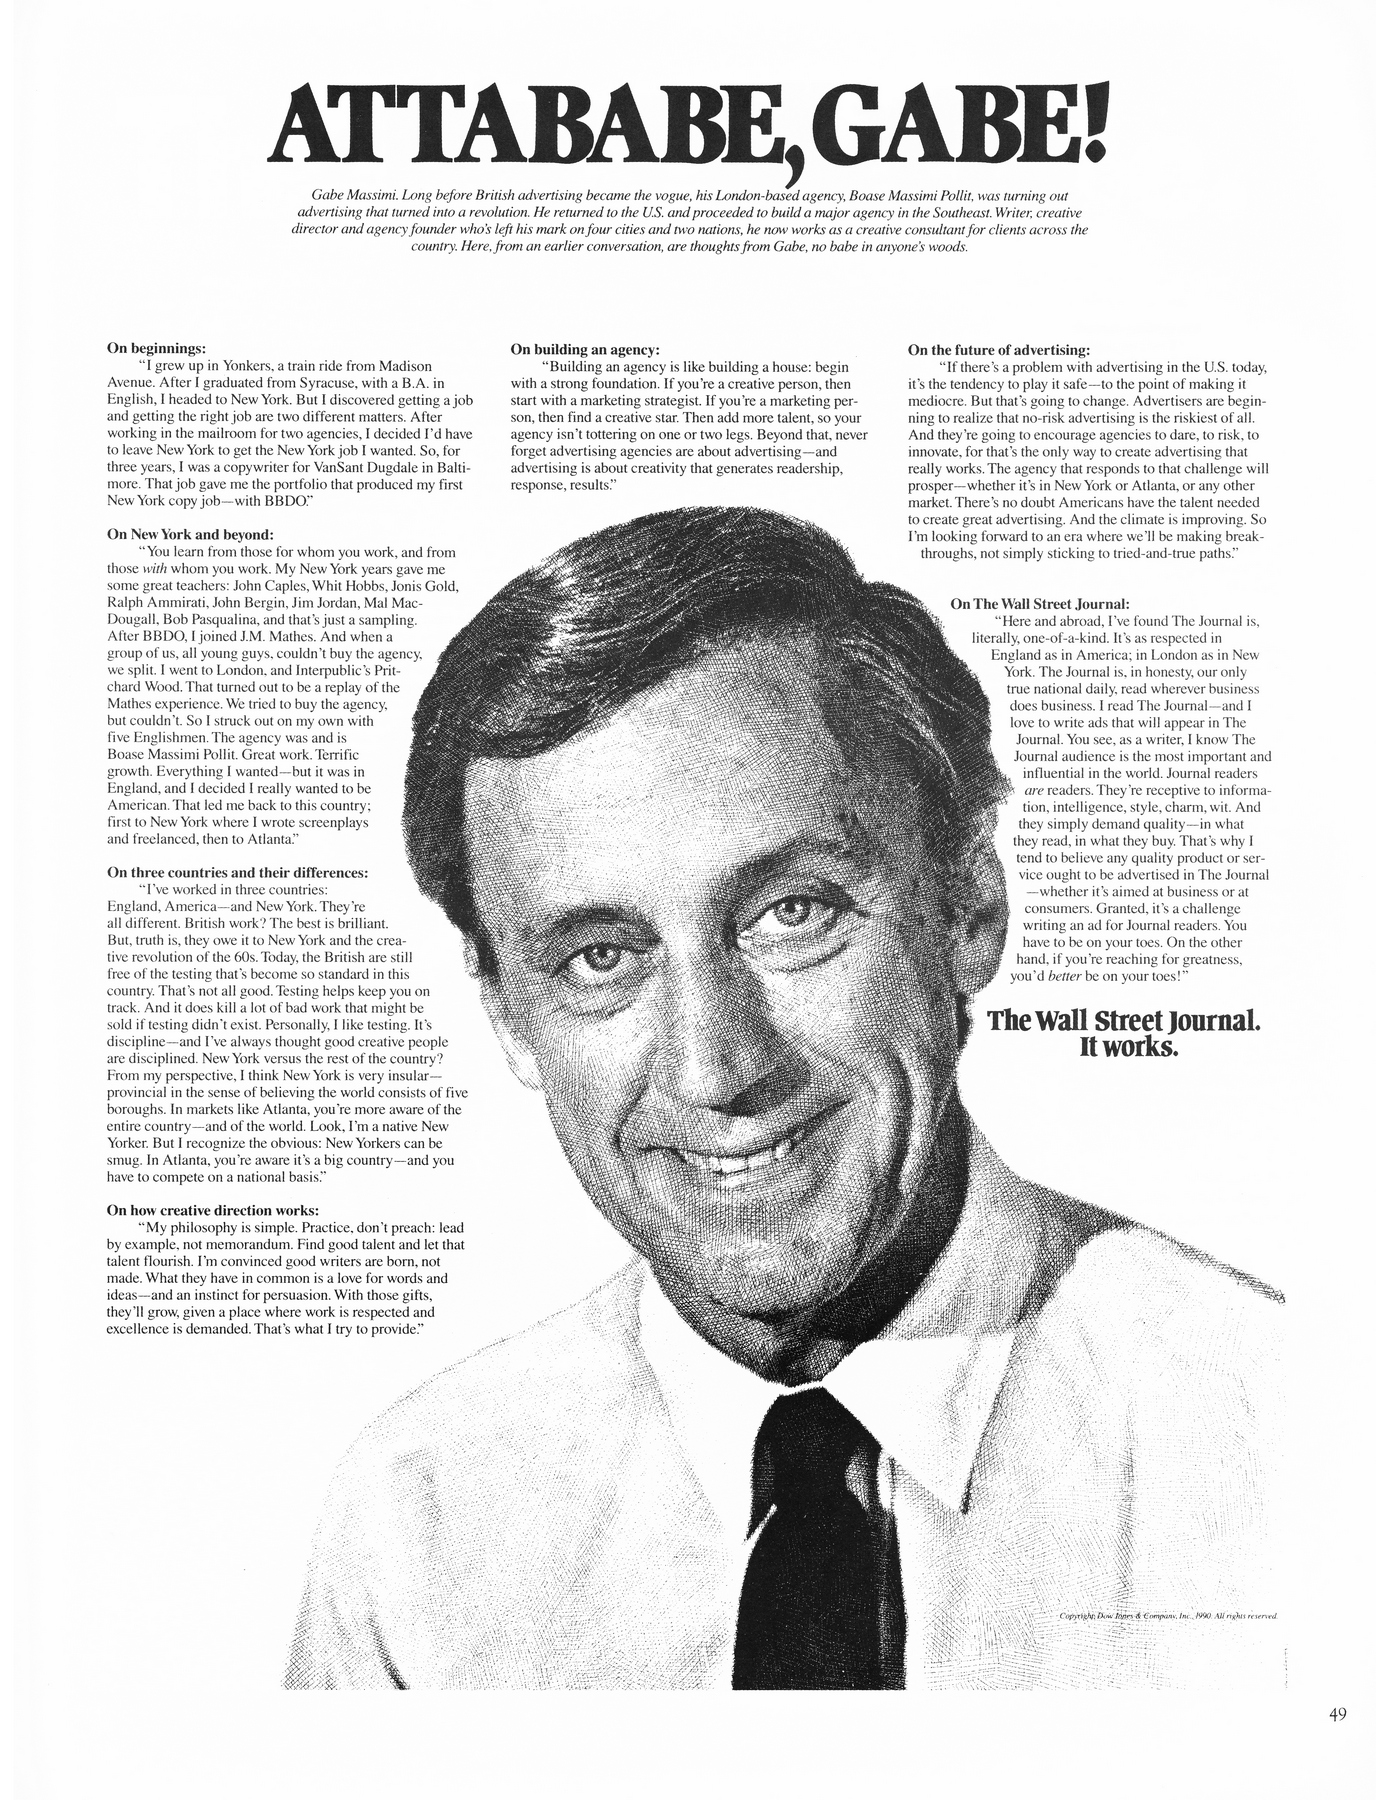 ATTABABE, GABE!
Gabe Massimi. Long before British advertising became the vogue, his London-based agency, Boase Massimi Pollit, was turning out
advertising that turned into a revolution. He returned to the U.S. and proceeded to build a major agency in the Southeast. Writer, creative
director and agency founder who's left his mark on four cities and two nations, he now works as a creative consultant for clients across the
country. Here, from an earlier conversation, are thoughts from Gabe, no babe in anyone's woods.
On beginnings:
“I grew up in Yonkers, a train ride from Madison
Avenue. After I graduated from Syracuse, with a B.A. in
English, I headed to New York. But I discovered getting a job
and getting the right job are two different matters. After
working in the mailroom for two agencies, I decided I'd have
to leave New York to get the New York job I wanted. So, for
three years, I was a copywriter for VanSant Dugdale in Balti-
more. That job gave me the portfolio that produced my first
New York copy job—with BBDO.”
On New York and beyond:
“You learn from those for whom you work, and from
those with whom you work. My New York years gave me
some great teachers: John Caples, Whit Hobbs, Jonis Gold,
Ralph Ammirati, John Bergin, Jim Jordan, Mal Mac-
Dougall, Bob Pasqualina, and that's just a sampling.
After BBDO, I joined J.M. Mathes. And when a
group of us, all young guys, couldn't buy the agency,
we split. I went to London, and Interpublic's Prit-
chard Wood. That turned out to be a replay of the
Mathes experience. We tried to buy the agency,
but couldn't. So I struck out on my own with
five Englishmen. The agency was and is
Boase Massimi Pollit. Great work. Terrific
growth. Everything I wanted—but it was in
England, and I decided I really wanted to be
American. That led me back to this country;
first to New York where I wrote screenplays
and freelanced, then to Atlanta.”
On three countries and their differences:
“I've worked in three countries:
England, America—and New York. They're
all different. British work? The best is brilliant.
But, truth is, they owe it to New York and the crea-
tive revolution of the 60s. Today, the British are still
free of the testing that's become so standard in this
country. That's not all good. Testing helps keep you on
track. And it does kill a lot of bad work that might be
sold if testing didn't exist. Personally, I like testing. It's
discipline—and I've always thought good creative people
are disciplined. New York versus the rest of the country?
From my perspective, I think New York is very insular—
provincial in the sense of believing the world consists of five
boroughs. In markets like Atlanta, you're more aware of the
entire country—and of the world. Look, I'm a native New
Yorker. But I recognize the obvious: New Yorkers can be
smug. In Atlanta, you're aware it's a big country—and you
have to compete on a national basis.”
On how creative direction works:
“My philosophy is simple. Practice, don't preach: lead
by example, not memorandum. Find good talent and let that
talent flourish. I'm convinced good writers are born, not
made. What they have in common is a love for words and
ideas—and an instinct for persuasion. With those gifts,
they'll grow, given a place where work is respected and
excellence is demanded. That's what I try to provide.”
On building an agency:
“Building an agency is like building a house: begin
with a strong foundation. If you're a creative person, then
start with a marketing strategist. If you're a marketing per-
son, then find a creative star. Then add more talent, so your
agency isn't tottering on one or two legs. Beyond that, never
forget advertising agencies are about advertising—and
advertising is about creativity that generates readership,
response, results.”
On the future of advertising:
“If there's a problem with advertising in the U.S. today,
it's the tendency to play it safe—to the point of making it
mediocre. But that's going to change. Advertisers are begin-
ning to realize that no-risk advertising is the riskiest of all.
And they're going to encourage agencies to dare, to risk, to
innovate, for that's the only way to create advertising that
really works. The agency that responds to that challenge will
prosper—whether it's in New York or Atlanta, or any other
market. There's no doubt Americans have the talent needed
to create great advertising. And the climate is improving. So
I'm looking forward to an era where we'll be making break-
throughs, not simply sticking to tried-and-true paths.”
On The Wall Street Journal:
“Here and abroad, I've found The Journal is,
literally, one-of-a-kind. It's as respected in
England as in America; in London as in New
York. The Journal is, in honesty, our only
true national daily, read wherever business
does business. I read The Journal—and I
love to write ads that will appear in The
Journal. You see, as a writer, I know The
Journal audience is the most important and
influential in the world. Journal readers
are readers. They're receptive to informa-
tion, intelligence, style, charm, wit. And
they simply demand quality—in what
they read, in what they buy. That's why I
tend to believe any quality product or ser-
vice ought to be advertised in The Journal
—whether it's aimed at business or at
consumers. Granted, it's a challenge
writing an ad for Journal readers. You
have to be on your toes. On the other
hand, if you're reaching for greatness,
you'd better be on your toes!”
The Wall Street Journal.
It works.
Copyright, Dow Jones & Company, Inc., 1990. All rights reserved.
49